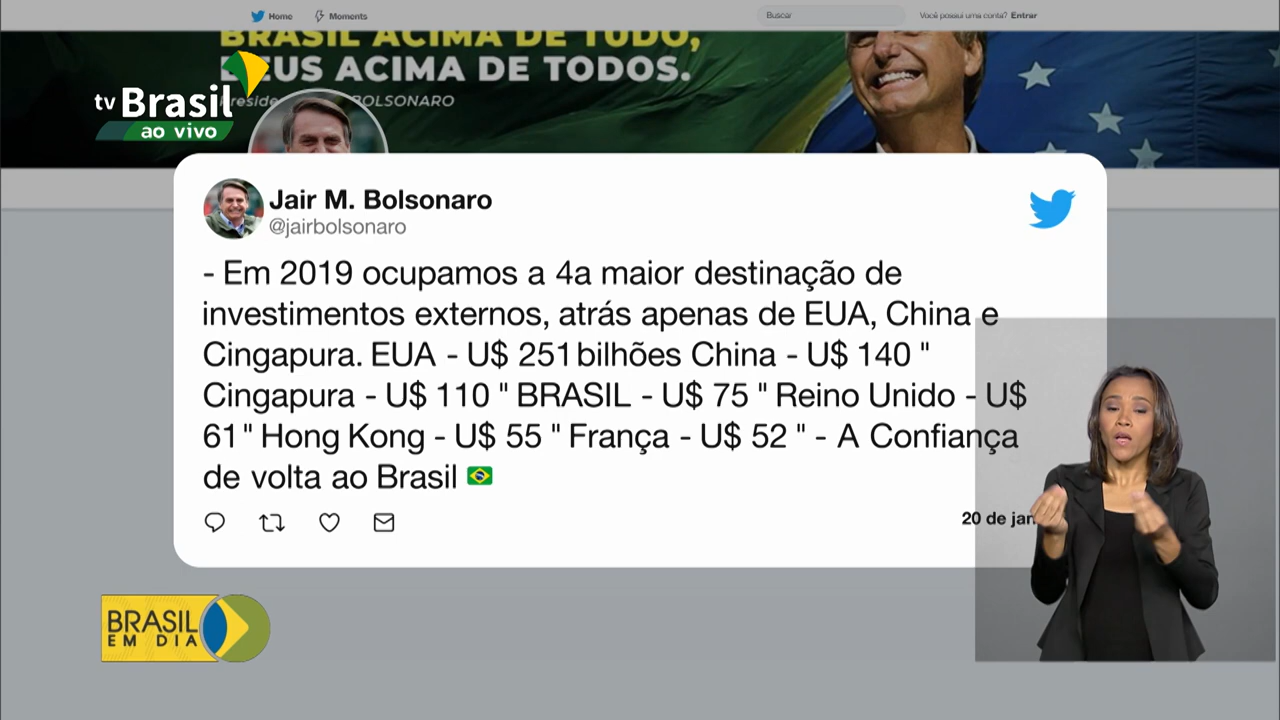 Home
Moments
Buscar
Você possui uma conta? Entrar
BRASIL ACIMA DE TUDO,
DEUS ACIMA DE TODOS.
BOLSONARO
tv Brasil
ao vivo
Jair M. Bolsonaro
@jairbolsonaro
- Em 2019 ocupamos a 4a maior destinação de
investimentos externos, atrás apenas de EUA, China e
Cingapura. EUA - U$ 251 bilhões China - U$ 140 "
Cingapura - U$ 110 " BRASIL - U$ 75 " Reino Unido - U$
61 " Hong Kong - U$ 55 " França - U$ 52 " - A Confiança
de volta ao Brasil 🇧🇷
20 de jan
BRASIL
EM DIA